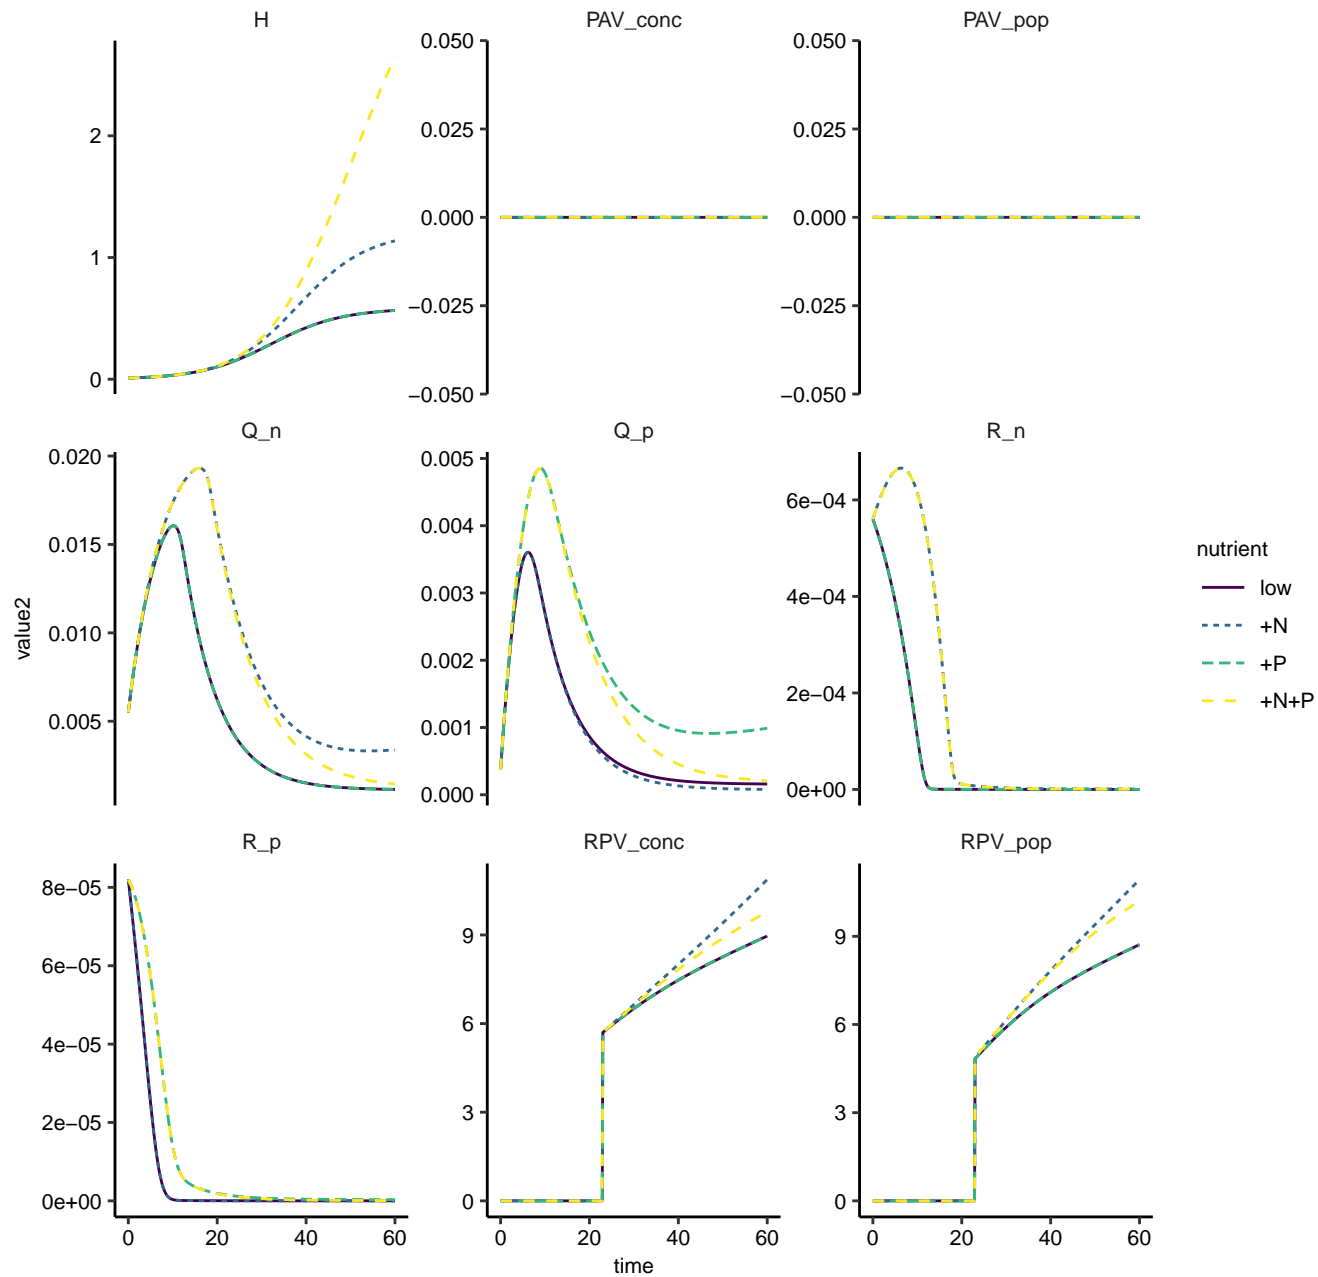 H
PAV_conc
PAV_pop
2
1
0
0.050
0.025
0.000
−0.025
−0.050
0.050
0.025
0.000
−0.025
−0.050
Q_n
Q_p
R_n
0.020
0.015
0.010
0.005
0.005
0.004
0.003
0.002
0.001
0.000
6e−04
4e−04
2e−04
0e+00
value2
nutrient
low
+N
+P
+N+P
R_p
RPV_conc
RPV_pop
8e−05
6e−05
4e−05
2e−05
0e+00
9
6
3
0
9
6
3
0
0 20 40 60
0 20 40 60
0 20 40 60
time